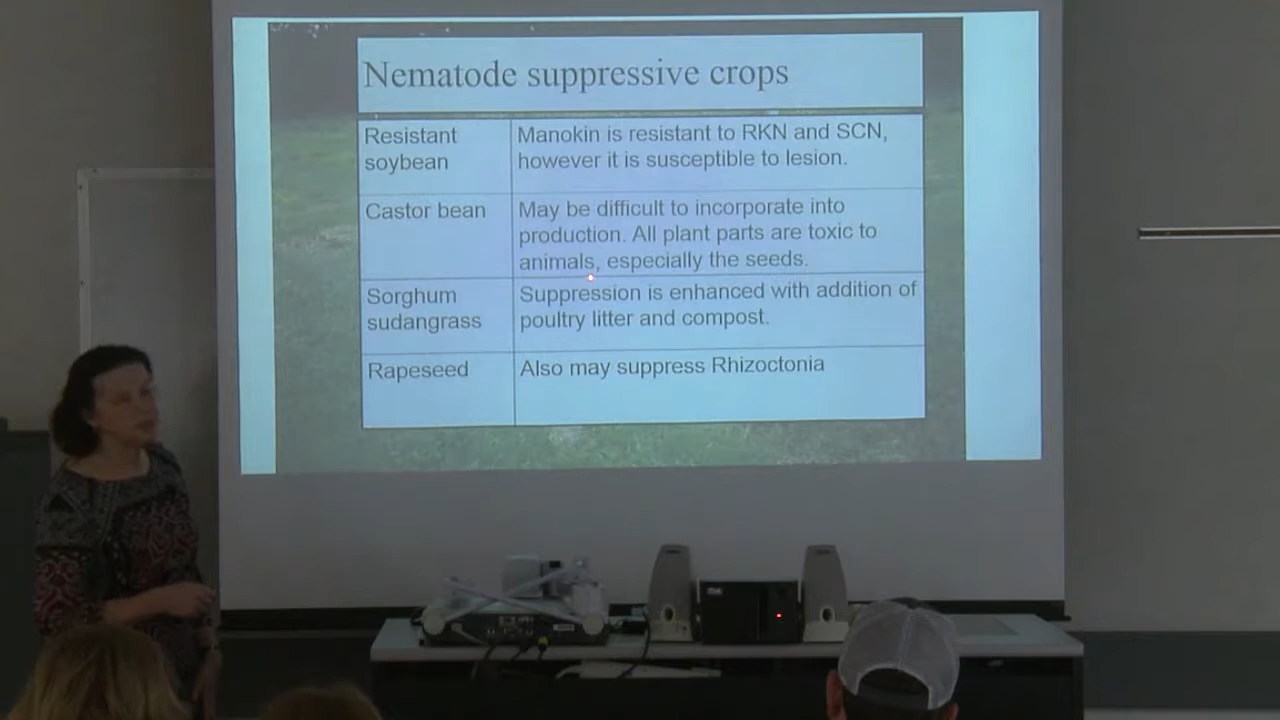 Nematode suppressive crops
Resistant
soybean
Manokin is resistant to RKN and SCN,
however it is susceptible to lesion.
Castor bean
May be difficult to incorporate into
production. All plant parts are toxic to
animals, especially the seeds.
Sorghum
sudangrass
Suppression is enhanced with addition of
poultry litter and compost.
Rapeseed
Also may suppress Rhizoctonia